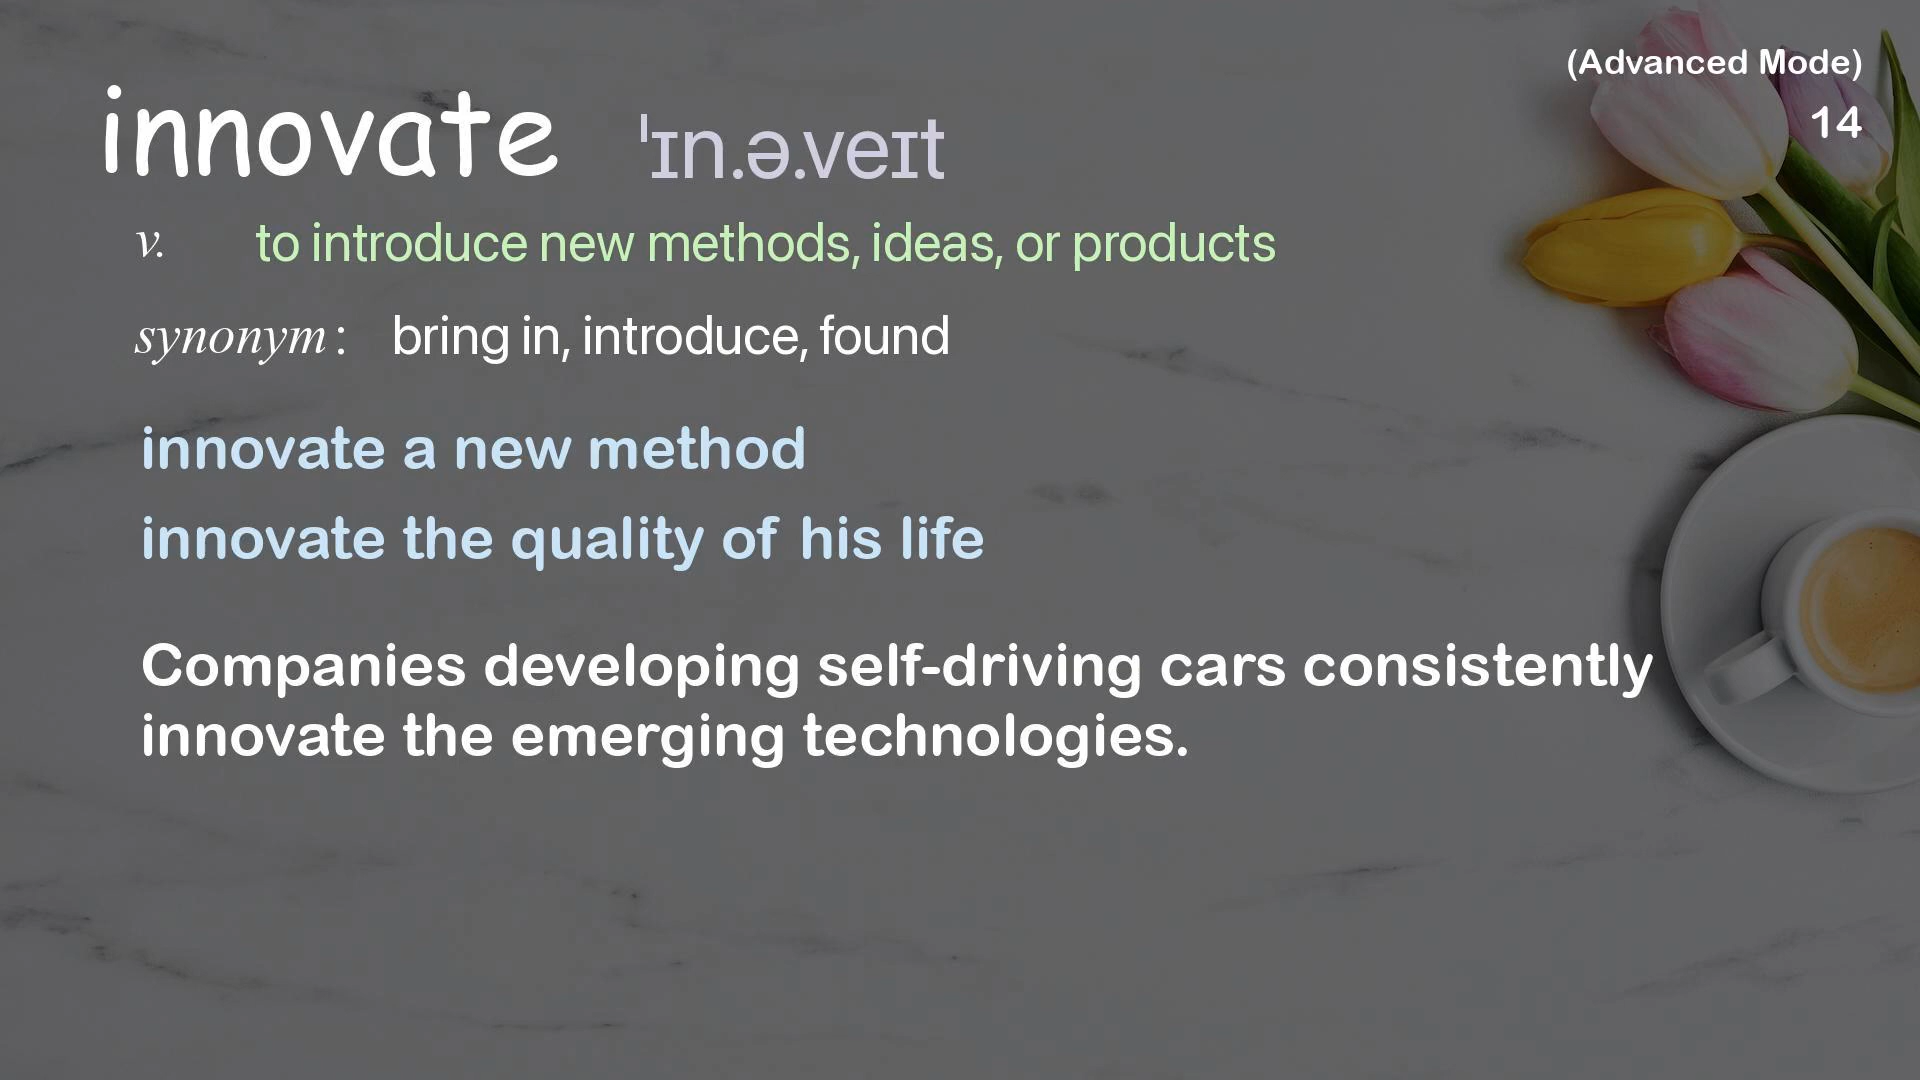 (Advanced Mode)
14
innovate ˈɪn.ə.veɪt
v. to introduce new methods, ideas, or products
synonym: bring in, introduce, found
innovate a new method
innovate the quality of his life
Companies developing self-driving cars consistently
innovate the emerging technologies.